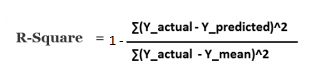 ∑(Y_actual - Y_predicted)^2
R-Square = 1 -
∑(Y_actual - Y_mean)^2